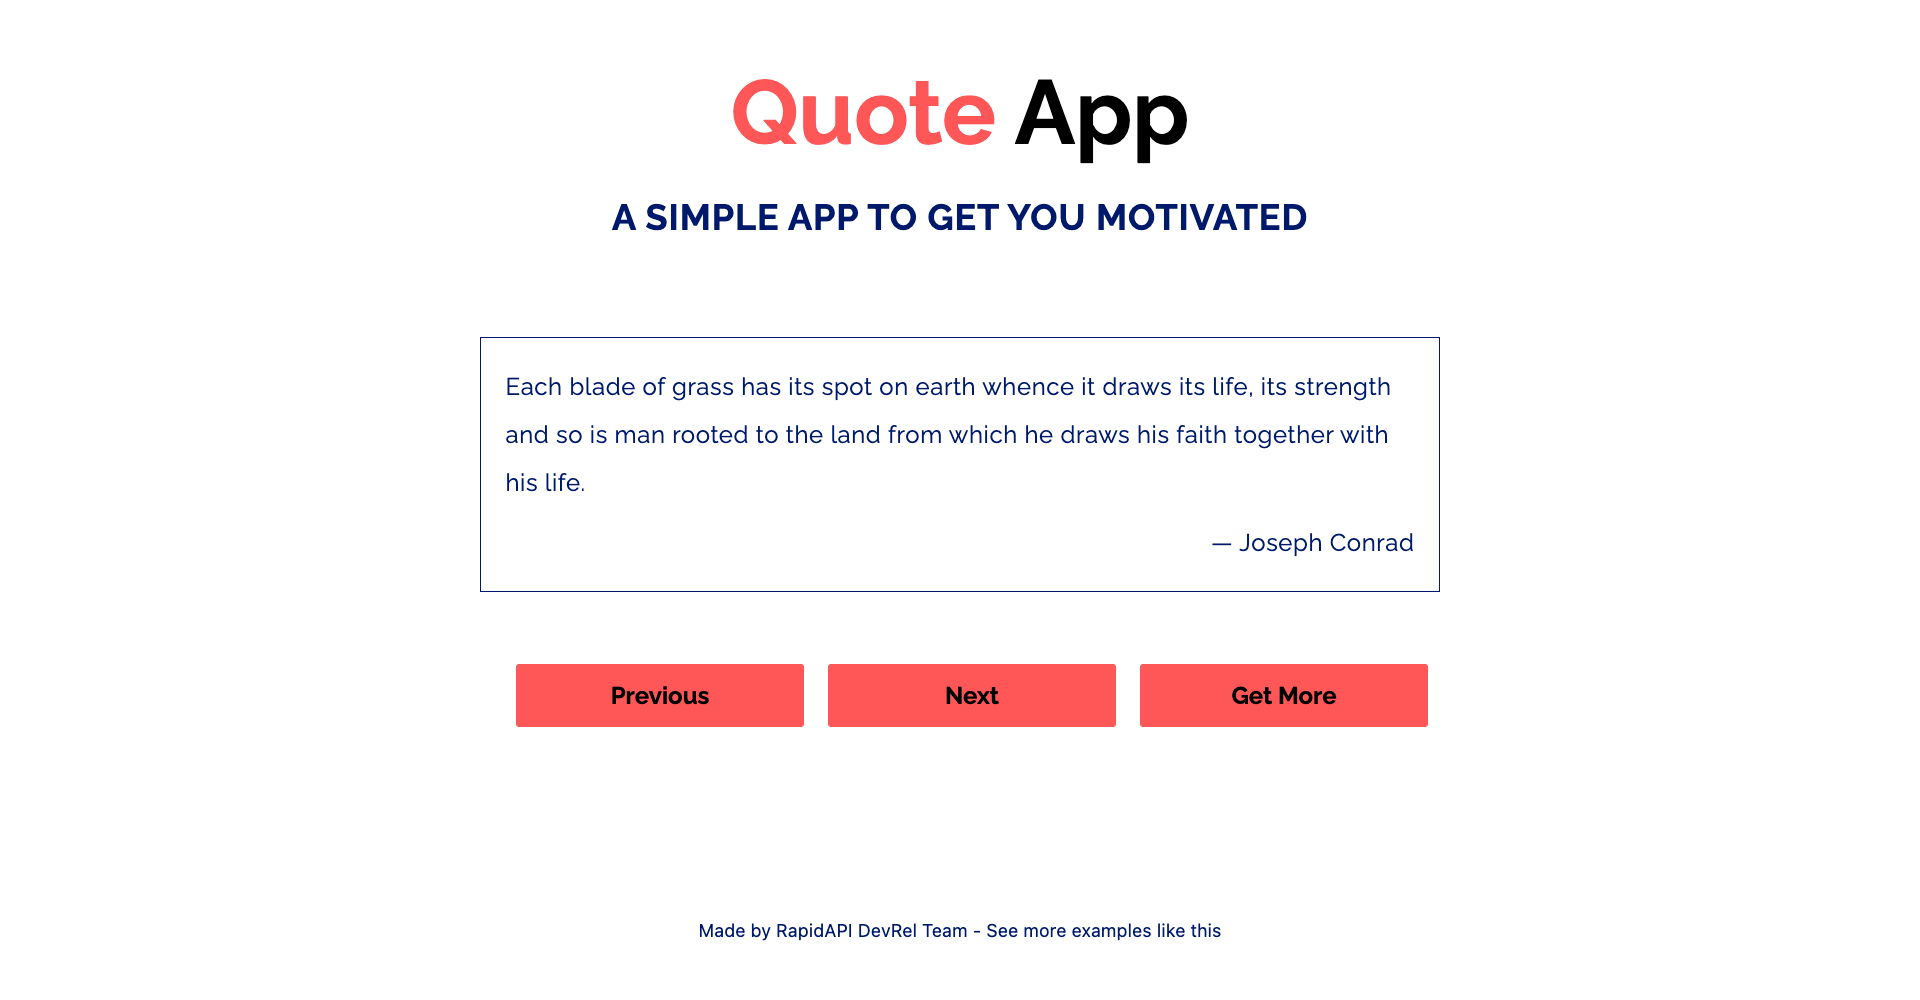 Quote App
A SIMPLE APP TO GET YOU MOTIVATED
Each blade of grass has its spot on earth whence it draws its life, its strength
and so is man rooted to the land from which he draws his faith together with
his life.
— Joseph Conrad
Previous
Next
Get More
Made by RapidAPI DevRel Team - See more examples like this